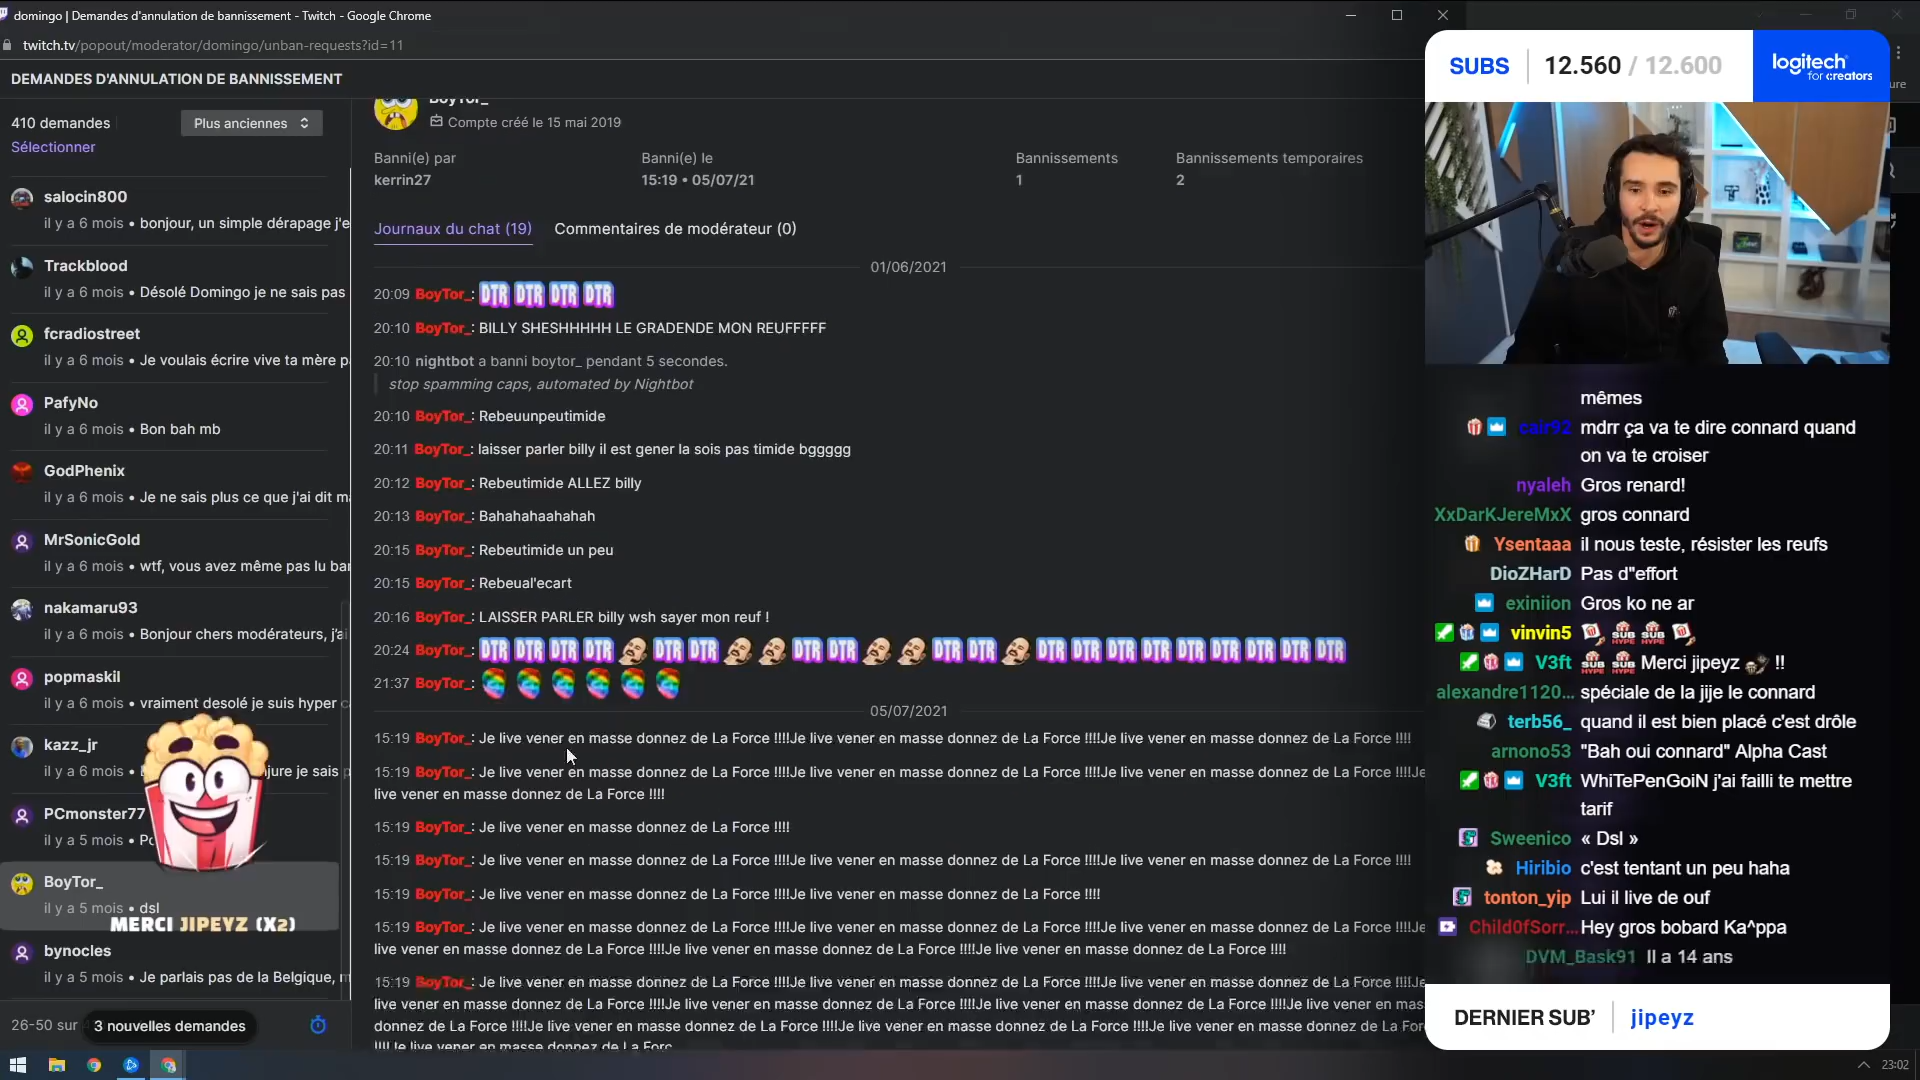 domingo | Demandes d'annulation de bannissement - Twitch - Google Chrome
twitch.tv/popout/moderator/domingo/unban-requests?id=11
DEMANDES D'ANNULATION DE BANNISSEMENT
410 demandes
Plus anciennes
Sélectionner
salocin800
il y a 6 mois • bonjour, un simple dérapage j'e
Trackblood
il y a 6 mois • Désolé Domingo je ne sais pas
fcradiostreet
il y a 6 mois • Je voulais écrire vive ta mère p
PafyNo
il y a 6 mois • Bon bah mb
GodPhenix
il y a 6 mois • Je ne sais plus ce que j'ai dit m
MrSonicGold
il y a 6 mois • wtf, vous avez même pas lu ba
nakamaru93
il y a 6 mois • Bonjour chers modérateurs, j'ai
popmaskil
il y a 6 mois • vraiment desolé je suis hyper
kazz_jr
il y a 6 mois • jure je sais p
PCmonster77
il y a 5 mois •
BoyTor_
il y a 5 mois • dsl
MERCI JIPEYZ (X2)
bynocles
il y a 5 mois • Je parlais pas de la Belgique,
26-50 sur
3 nouvelles demandes
BoyTor_
Compte créé le 15 mai 2019
Banni(e) par
kerrin27
Banni(e) le
15:19 • 05/07/21
Bannissements
1
Bannissements temporaires
2
Journaux du chat (19)
Commentaires de modérateur (0)
01/06/2021
20:09 BoyTor_: DTR DTR DTR DTR
20:10 BoyTor_: BILLY SHESHHHHH LE GRADENDE MON REUFFFFF
20:10 nightbot a banni boytor_ pendant 5 secondes.
stop spamming caps, automated by Nightbot
20:10 BoyTor_: Rebeuunpeutimide
20:11 BoyTor_: laisser parler billy il est gener la sois pas timide bggggg
20:12 BoyTor_: Rebeutimide ALLEZ billy
20:13 BoyTor_: Bahahahaahahah
20:15 BoyTor_: Rebeutimide un peu
20:15 BoyTor_: Rebeual'ecart
20:16 BoyTor_: LAISSER PARLER billy wsh sayer mon reuf !
20:24 BoyTor_: DTR DTR DTR DTR DTR DTR DTR DTR DTR DTR DTR DTR DTR DTR DTR DTR DTR DTR DTR
21:37 BoyTor_:
05/07/2021
15:19 BoyTor_: Je live vener en masse donnez de La Force !!!!Je live vener en masse donnez de La Force !!!!Je live vener en masse donnez de La Force !!!!
15:19 BoyTor_: Je live vener en masse donnez de La Force !!!!Je live vener en masse donnez de La Force !!!!Je live vener en masse donnez de La Force !!!!Je
live vener en masse donnez de La Force !!!!
15:19 BoyTor_: Je live vener en masse donnez de La Force !!!!
15:19 BoyTor_: Je live vener en masse donnez de La Force !!!!Je live vener en masse donnez de La Force !!!!Je live vener en masse donnez de La Force !!!!
15:19 BoyTor_: Je live vener en masse donnez de La Force !!!!Je live vener en masse donnez de La Force !!!!
15:19 BoyTor_: Je live vener en masse donnez de La Force !!!!Je live vener en masse donnez de La Force !!!!Je live vener en masse donnez de La Force !!!!Je
live vener en masse donnez de La Force !!!!Je live vener en masse donnez de La Force !!!!Je live vener en masse donnez de La Force !!!!
15:19 BoyTor_: Je live vener en masse donnez de La Force !!!!Je live vener en masse donnez de La Force !!!!Je live vener en masse donnez de La Force !!!!Je
live vener en masse donnez de La Force !!!!Je live vener en masse donnez de La Force !!!!Je live vener en masse donnez de La Force !!!!Je live vener en mas
donnez de La Force !!!!Je live vener en masse donnez de La Force !!!!Je live vener en masse donnez de La Force !!!!Je live vener en masse donnez de La For
!!!!Je live vener en masse donnez de La Forc
SUBS 12.560 / 12.600
logitech
for creators
mêmes
cair92 mdrr ça va te dire connard quand
on va te croiser
nyaleh Gros renard!
XxDarKJereMxX gros connard
Ysentaaa il nous teste, résister les reufs
DioZHarD Pas d"effort
exiniion Gros ko ne ar
vinvin5 SUB HYPE SUB HYPE
V3ft SUB HYPE SUB HYPE Merci jipeyz !!
alexandre1120... spéciale de la jije le connard
terb56_ quand il est bien placé c'est drôle
arnono53 "Bah oui connard" Alpha Cast
V3ft WhiTePenGoiN j'ai failli te mettre
tarif
Sweenico « Dsl »
Hiribio c'est tentant un peu haha
tonton_yip Lui il live de ouf
Child0fSorr... Hey gros bobard Ka^ppa
DVM_Bask91 Il a 14 ans
DERNIER SUB' jipeyz
23:02